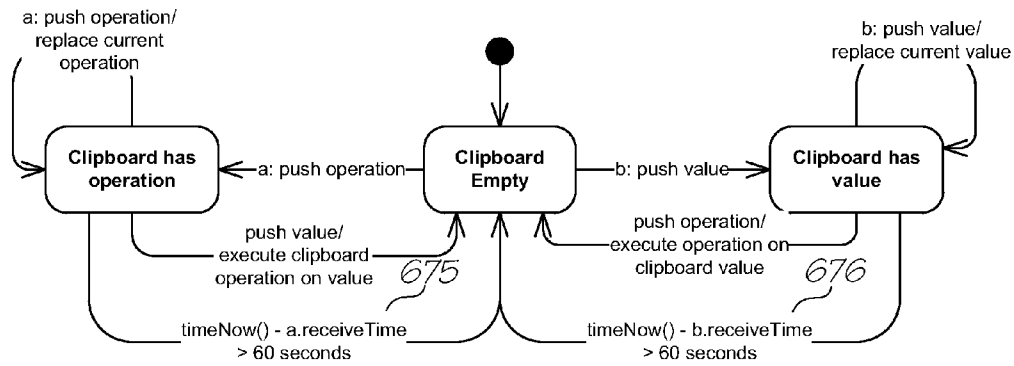 a: push operation/
replace current
operation
b: push value/
replace current value
Clipboard has
operation
a: push operation
Clipboard
Empty
b: push value
Clipboard has
value
push value/
execute clipboard
operation on value
675
push operation/
execute operation on
clipboard value
676
timeNow() - a.receiveTime
> 60 seconds
timeNow() - b.receiveTime
> 60 seconds